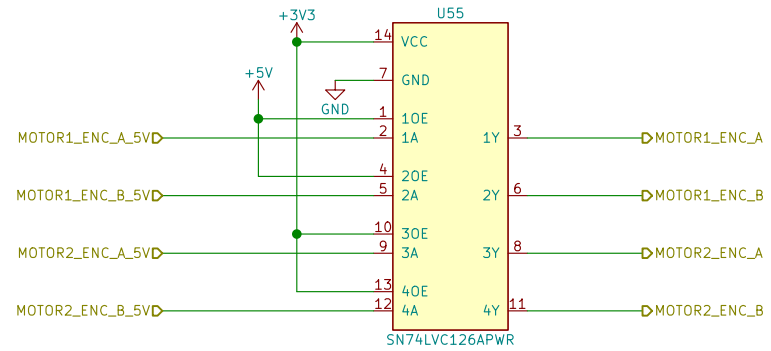 U55
+3V3
14 VCC
+5V
7 GND
GND
1 1OE
MOTOR1_ENC_A_5V 2 1A 1Y 3 MOTOR1_ENC_A
4 2OE
MOTOR1_ENC_B_5V 5 2A 2Y 6 MOTOR1_ENC_B
10 3OE
MOTOR2_ENC_A_5V 9 3A 3Y 8 MOTOR2_ENC_A
13 4OE
MOTOR2_ENC_B_5V 12 4A 4Y 11 MOTOR2_ENC_B
SN74LVC126APWR